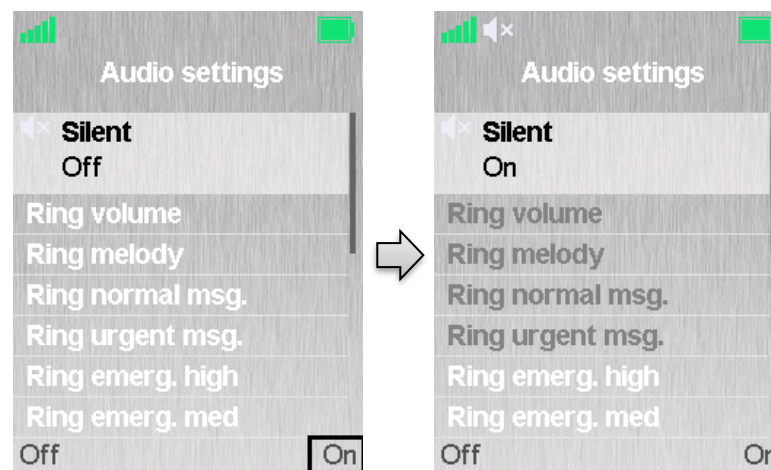 Audio settings
Silent
Off
Ring volume
Ring melody
Ring normal msg.
Ring urgent msg.
Ring emerg. high
Ring emerg. med
Off On
Audio settings
Silent
On
Ring volume
Ring melody
Ring normal msg.
Ring urgent msg.
Ring emerg. high
Ring emerg. med
Off On